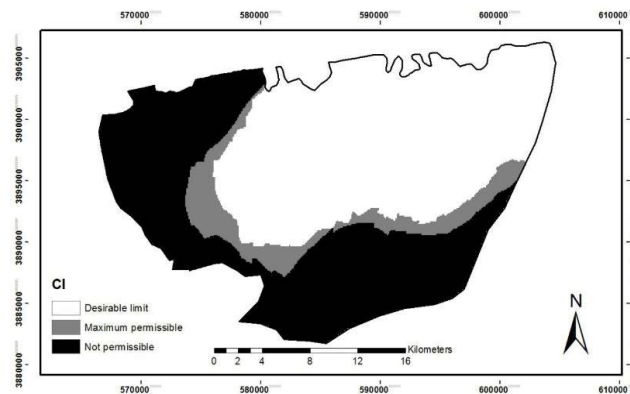 570000 580000 590000 600000 610000
3905000
3900000
3895000
3890000
3885000
3880000
Cl
Desirable limit
Maximum permissible
Not permissible
N
Kilometers
0 2 4 8 12 16
570000 580000 590000 600000 610000